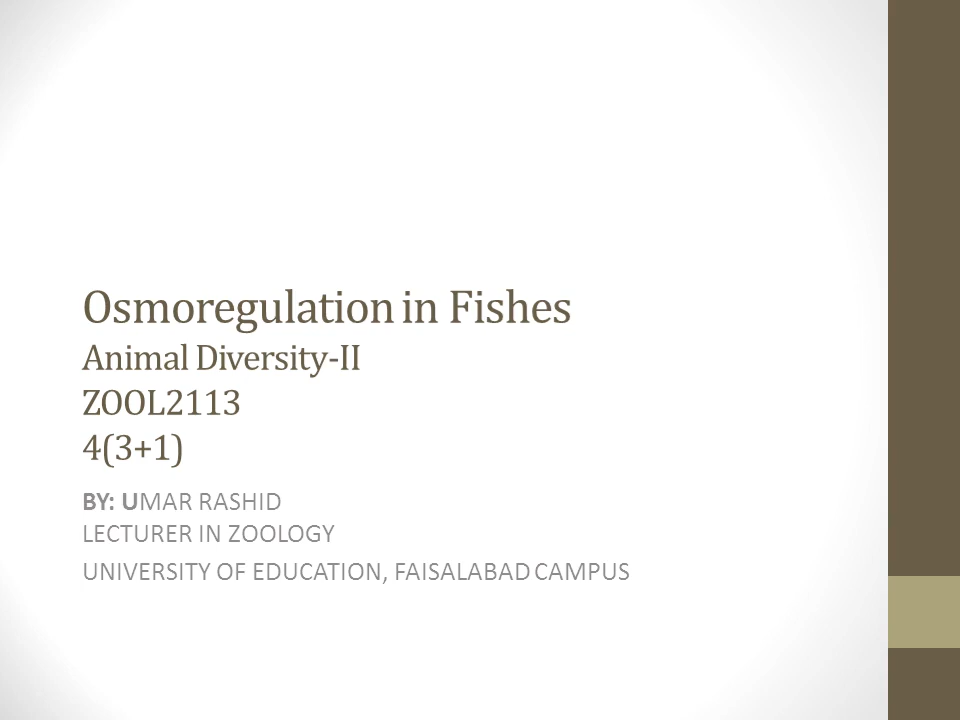 Osmoregulation in Fishes
Animal Diversity-II
ZOOL2113
4(3+1)
BY: UMAR RASHID
LECTURER IN ZOOLOGY
UNIVERSITY OF EDUCATION, FAISALABAD CAMPUS